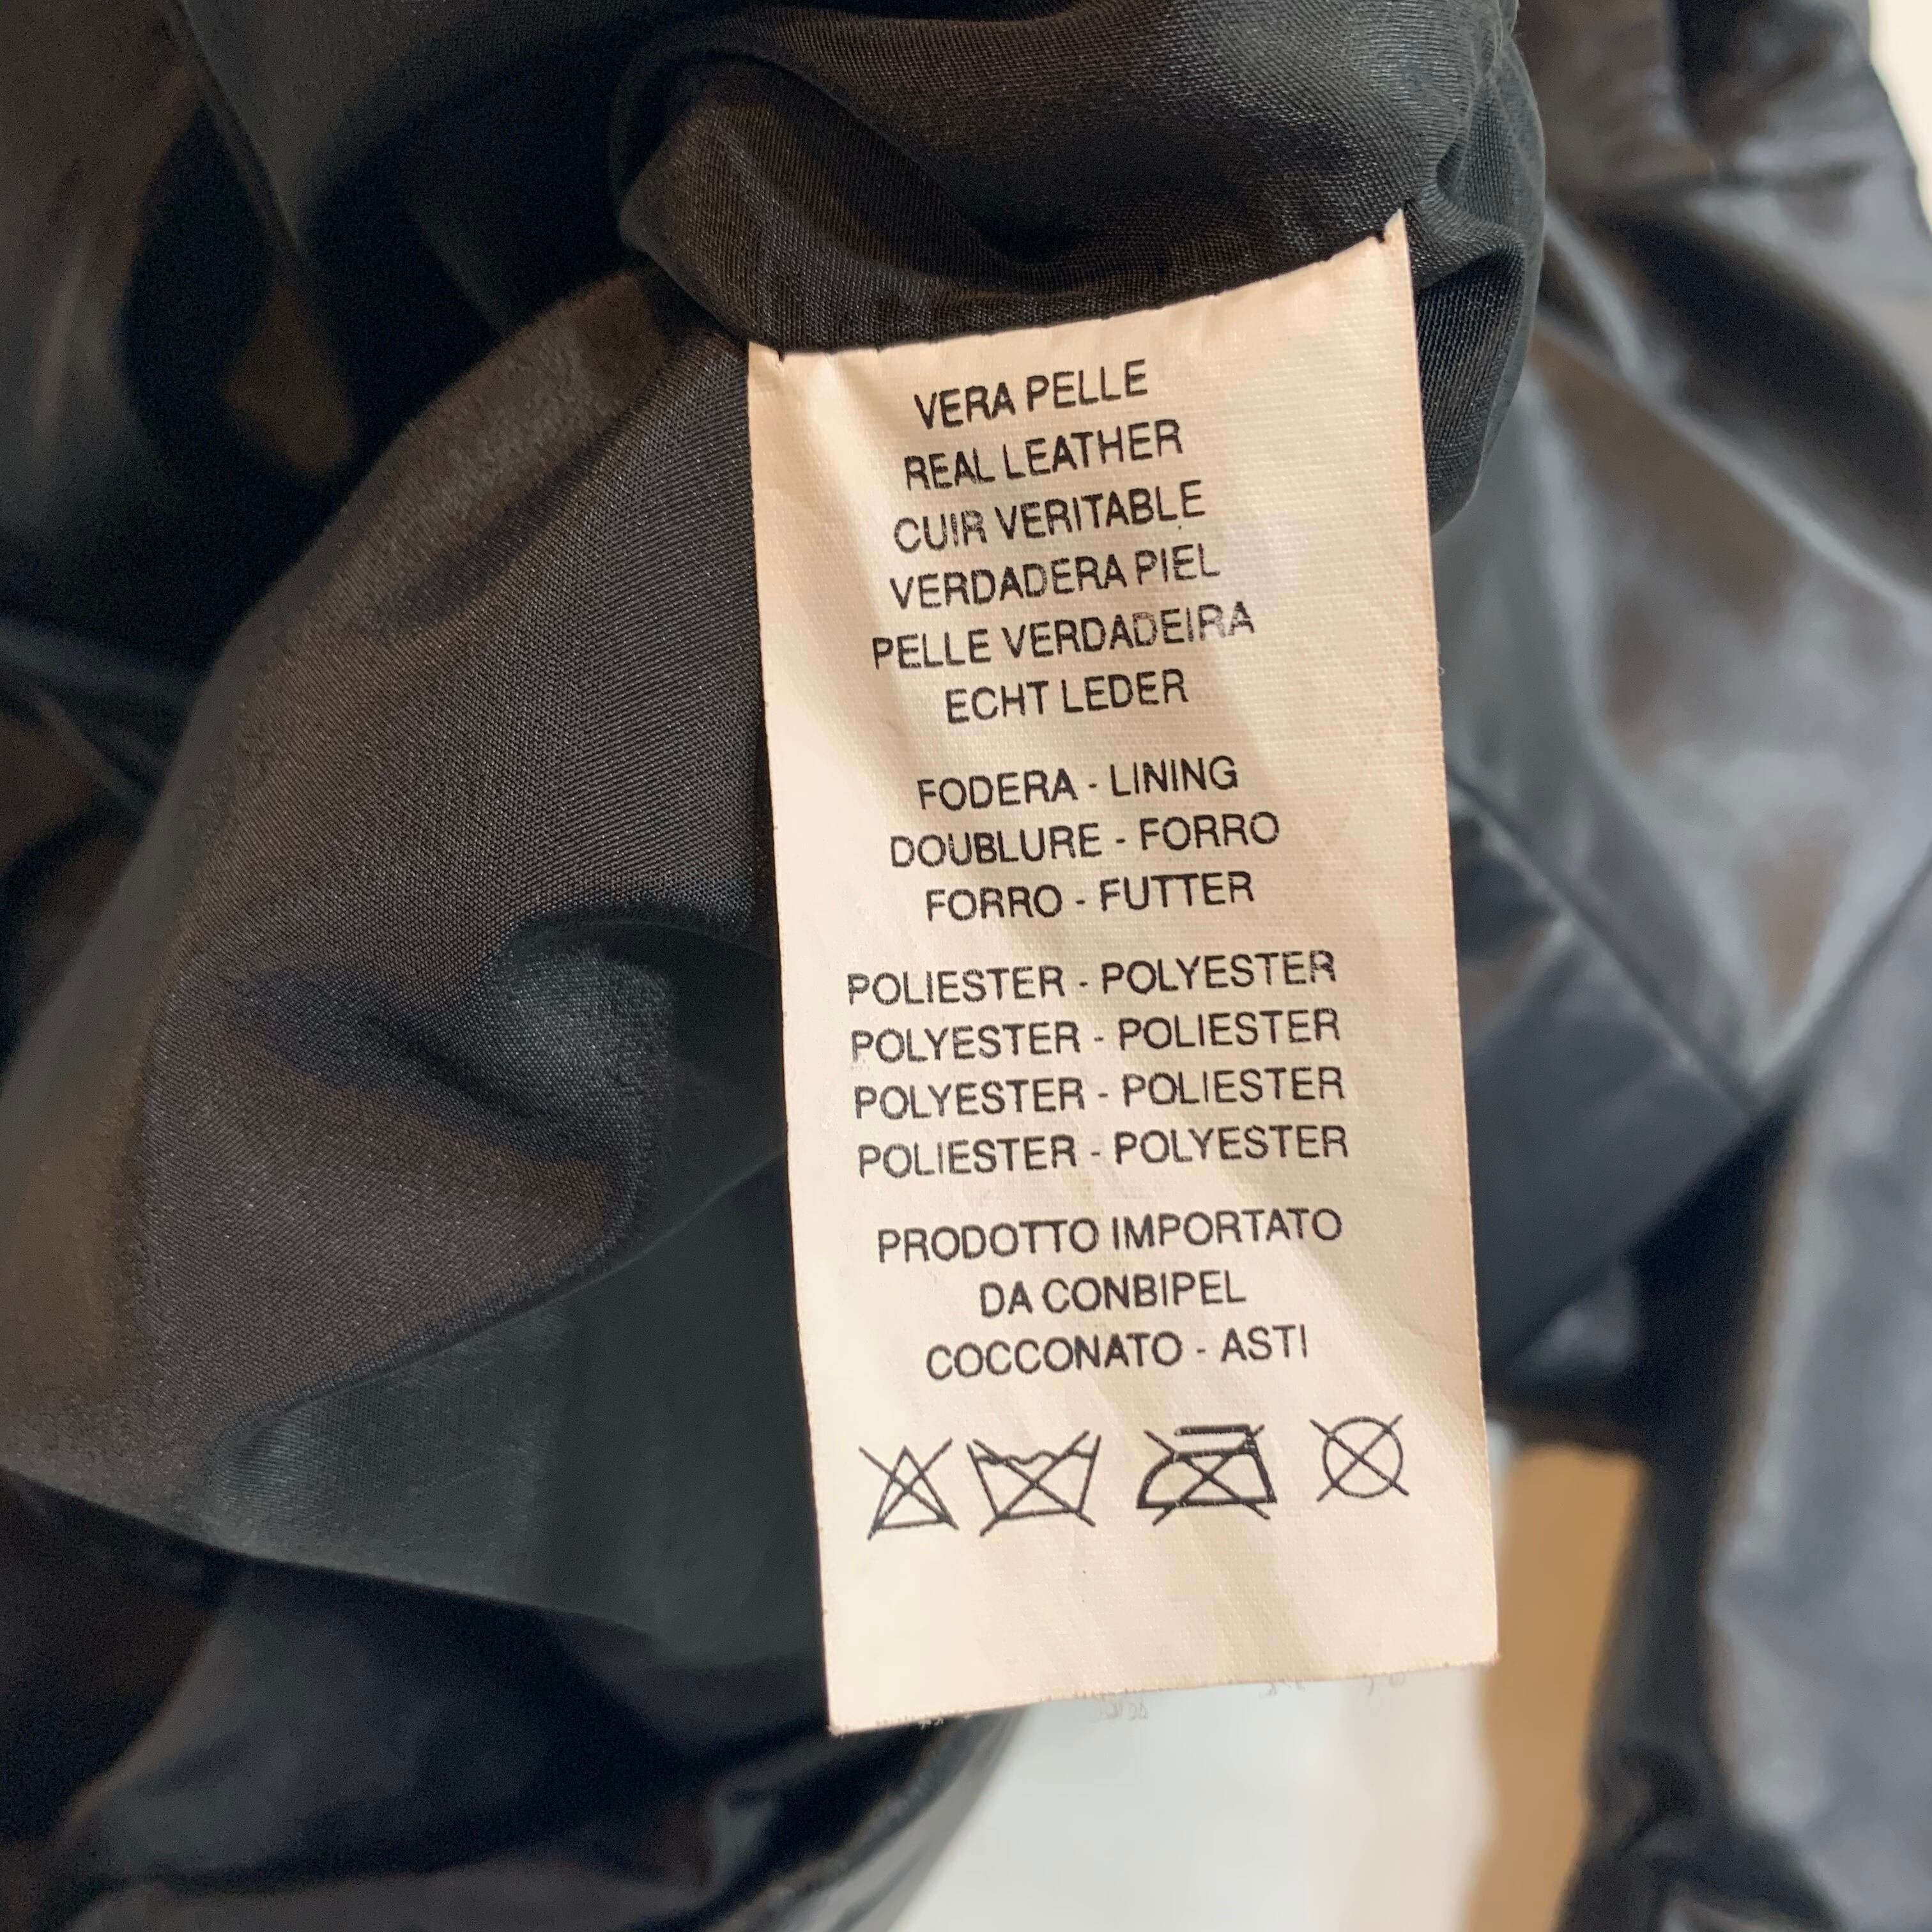 VERA PELLE
REAL LEATHER
CUIR VERITABLE
VERDADERA PIEL
PELLE VERDADEIRA
ECHT LEDER
FODERA - LINING
DOUBLURE - FORRO
FORRO - FUTTER
POLIESTER - POLYESTER
POLYESTER - POLIESTER
POLYESTER - POLIESTER
POLIESTER - POLYESTER
PRODOTTO IMPORTATO
DA CONBIPEL
COCCONATO - ASTI